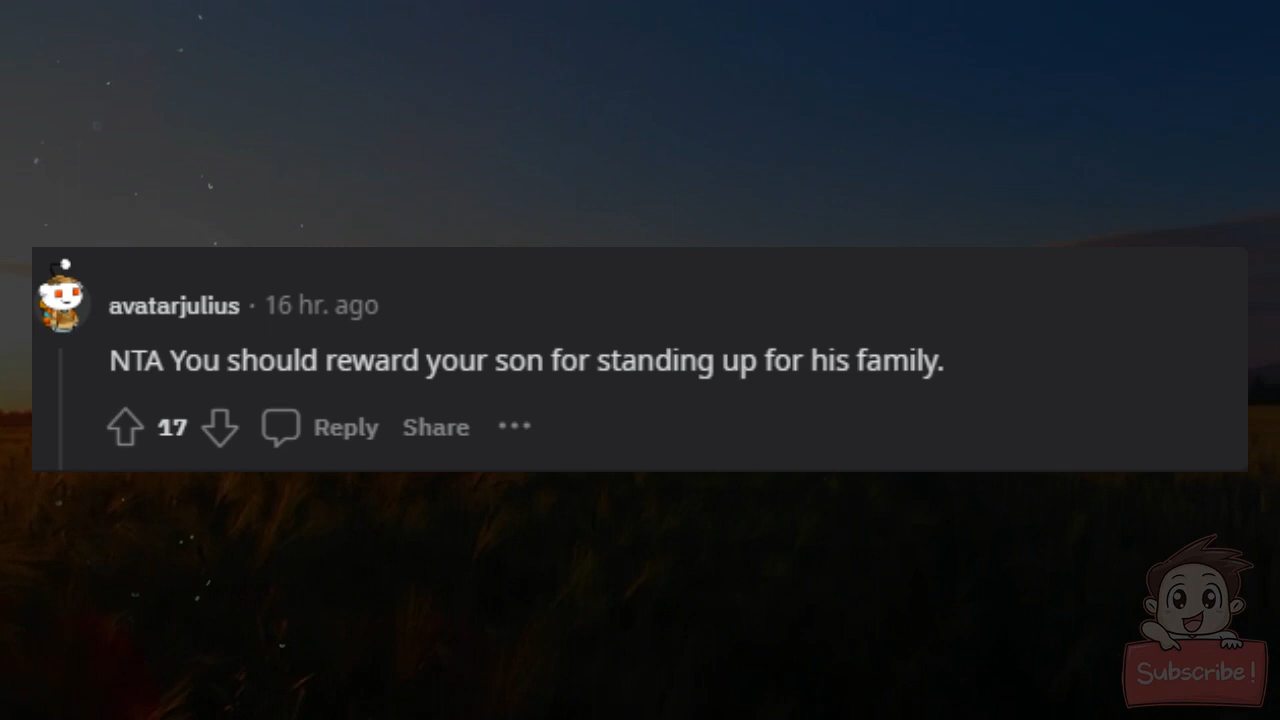 avatarjulius · 16 hr. ago
NTA You should reward your son for standing up for his family.
17 Reply Share ···
Subscribe!